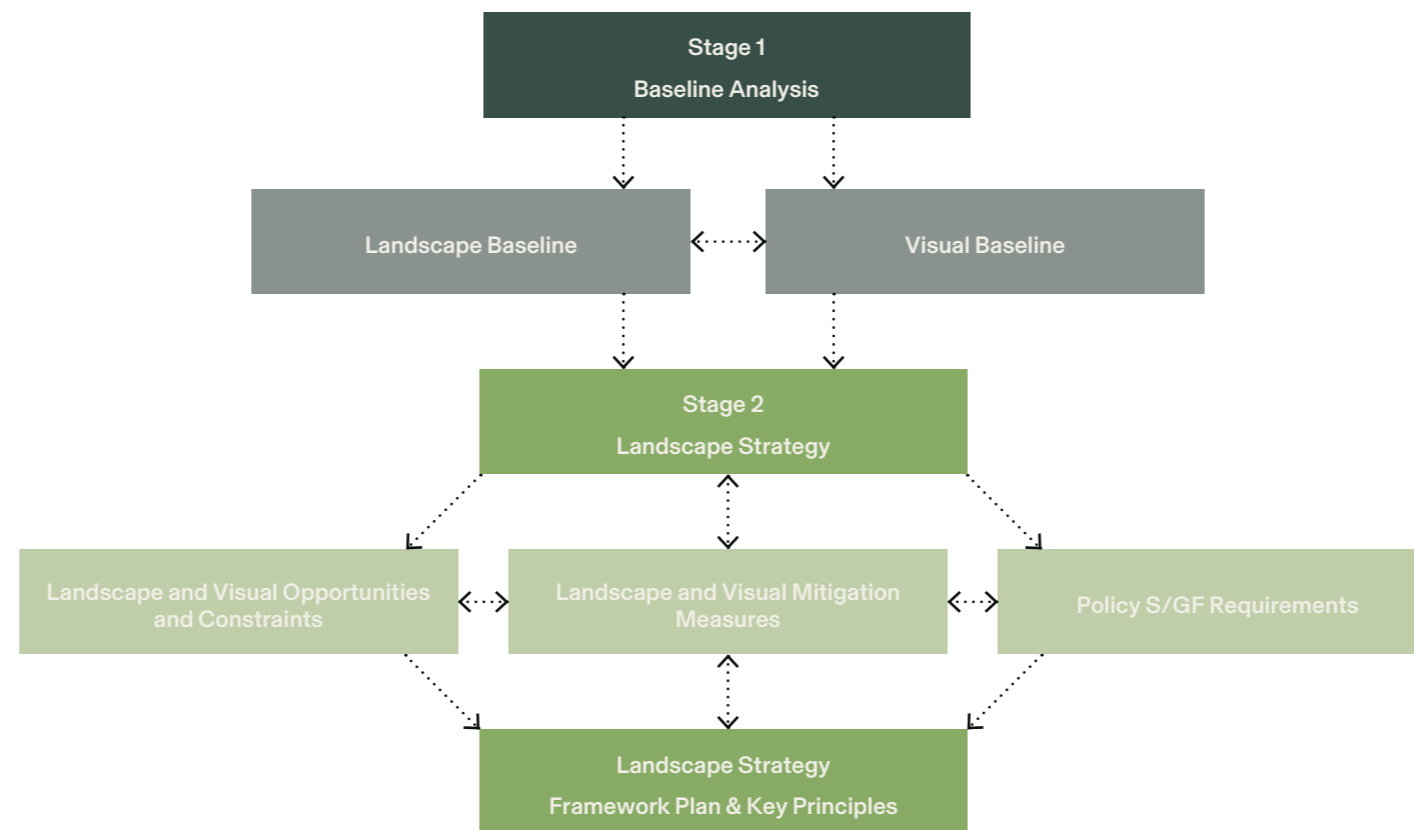 Stage 1
Baseline Analysis
Landscape Baseline
Visual Baseline
Stage 2
Landscape Strategy
Landscape and Visual Opportunities
and Constraints
Landscape and Visual Mitigation
Measures
Policy S/GF Requirements
Landscape Strategy
Framework Plan & Key Principles